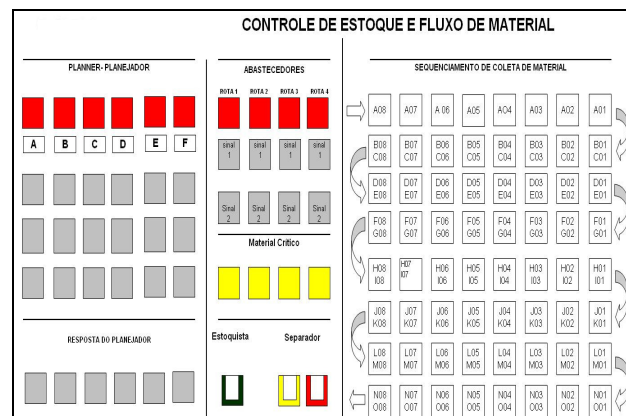 CONTROLE DE ESTOQUE E FLUXO DE MATERIAL
PLANNER- PLANEJADOR
A B C D E F
RESPOSTA DO PLANEJADOR
ABASTECEDORES
ROTA 1 ROTA 2 ROTA 3 ROTA 4
sinal 1 sinal 1 sinal 1 sinal 1
Sinal 2 Sinal 2 Sinal 2 Sinal 2
Material Crítico
Estoquista Separador
SEQUENCIAMENTO DE COLETA DE MATERIAL
A08 A07 A 06 A05 A04 A03 A02 A01
B08 B07 B06 B05 B04 B03 B02 B01
C08 C07 C06 C05 C04 C03 C02 C01
D08 D07 D06 D05 D04 D03 D02 D01
E08 E07 E06 E05 E04 E03 E02 E01
F08 F07 F06 F05 F04 F03 F02 F01
G08 G07 G06 G05 G04 G03 G02 G01
H08 H07 H06 H05 H04 H03 H02 H01
I08 I07 I06 I05 I04 I03 I02 I01
J08 J07 J06 J05 J04 J03 J02 J01
K08 K07 K06 K05 K04 K03 K02 K01
L08 L07 L06 L05 L04 L03 L02 L01
M08 M07 M06 M05 M04 M03 M02 M01
N08 N07 N06 N05 N04 N03 N02 N01
O08 O07 O06 O05 O04 O03 O02 O01